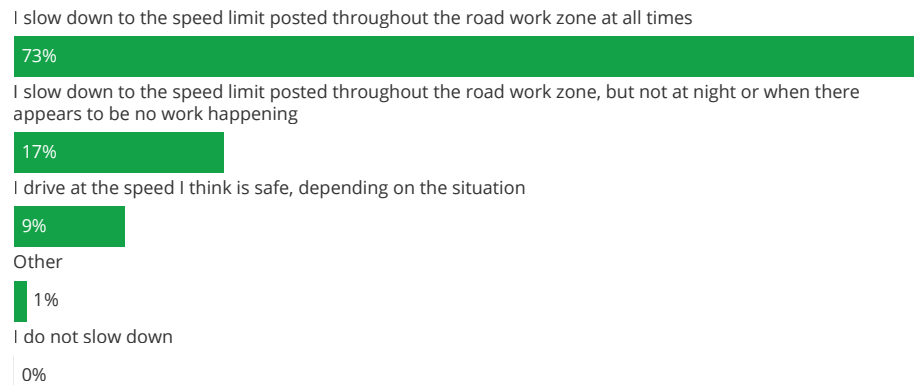 I slow down to the speed limit posted throughout the road work zone at all times
73%
I slow down to the speed limit posted throughout the road work zone, but not at night or when there
appears to be no work happening
17%
I drive at the speed I think is safe, depending on the situation
9%
Other
1%
I do not slow down
0%